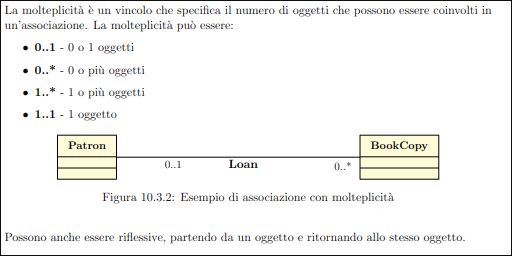 La molteplicità è un vincolo che specifica il numero di oggetti che possono essere coinvolti in
un'associazione. La molteplicità può essere:
• 0..1 - 0 o 1 oggetti
• 0..* - 0 o più oggetti
• 1..* - 1 o più oggetti
• 1..1 - 1 oggetto
Patron
BookCopy
0..1
Loan
0..*
Figura 10.3.2: Esempio di associazione con molteplicità
Possono anche essere riflessive, partendo da un oggetto e ritornando allo stesso oggetto.